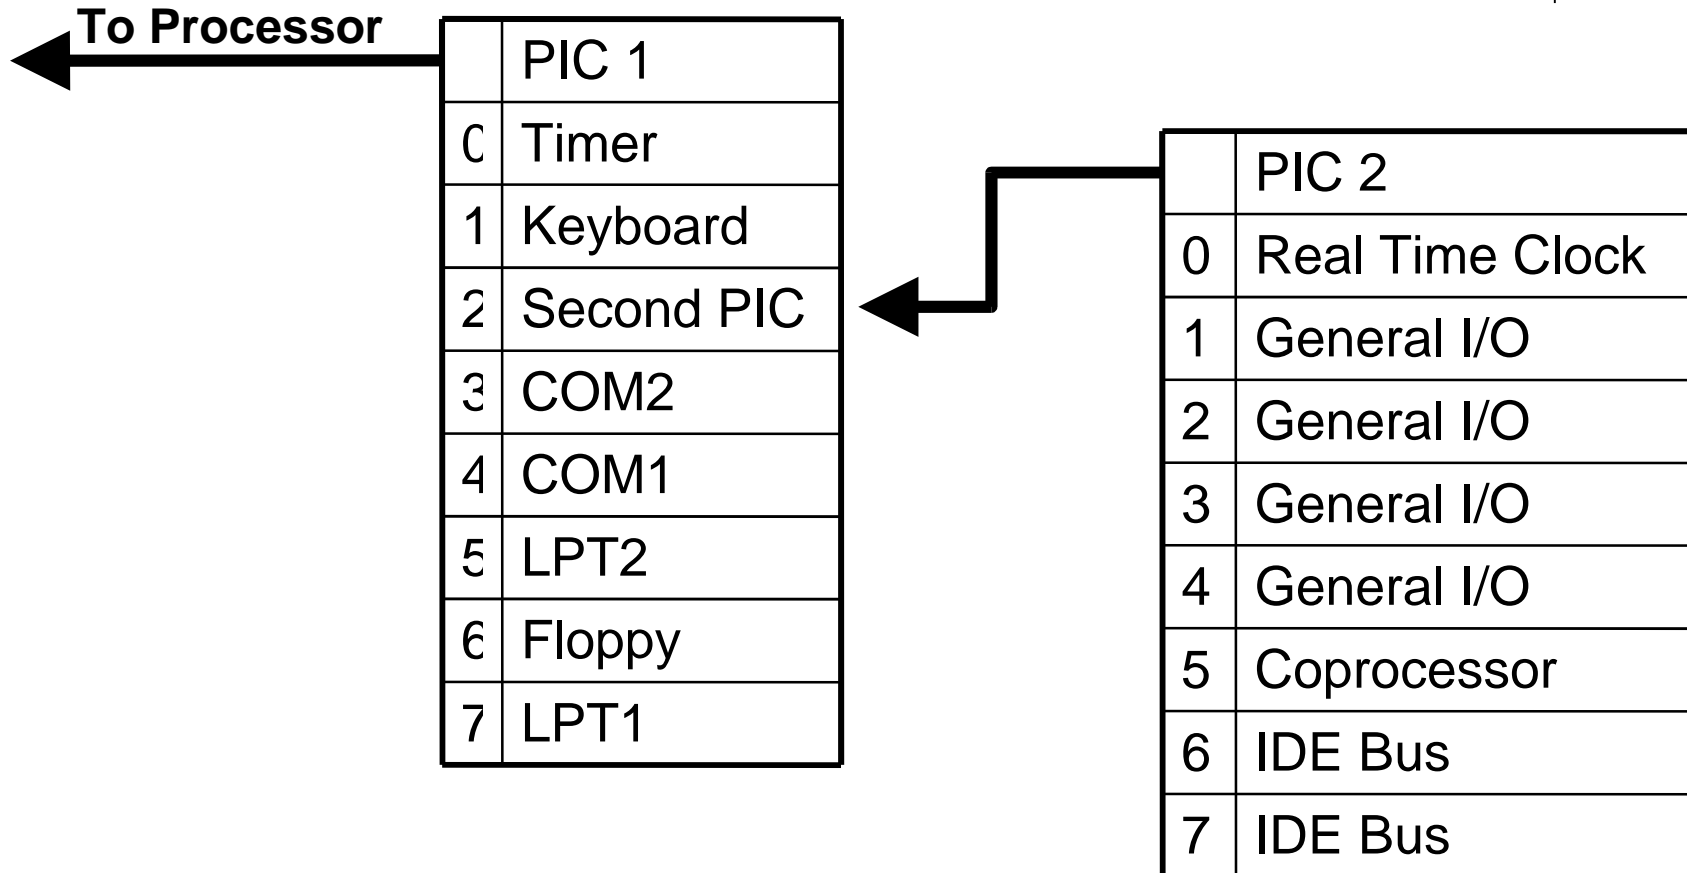 To Processor
PIC 1
0 Timer
1 Keyboard
2 Second PIC
3 COM2
4 COM1
5 LPT2
6 Floppy
7 LPT1
PIC 2
0 Real Time Clock
1 General I/O
2 General I/O
3 General I/O
4 General I/O
5 Coprocessor
6 IDE Bus
7 IDE Bus